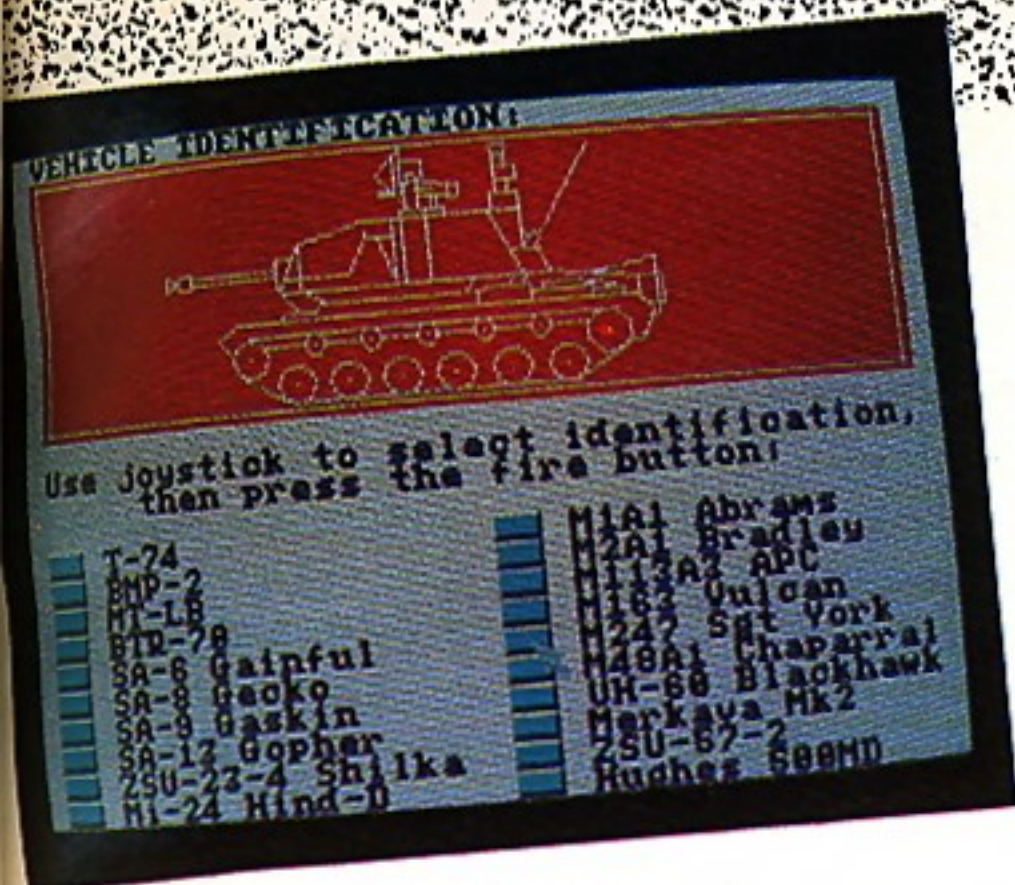 VEHICLE IDENTIFICATION:
Use joystick to select identification,
then press the fire button:
T-74
BMP-2
MT-LB
BTR-70
SA-6 Gainful
SA-8 Gecko
SA-9 Gaskin
SA-13 Gopher
ZSU-23-4 Shilka
Mi-24 Hind-D
M1A1 Abrams
M2A1 Bradley
M113A3 APC
M163 Vulcan
M247 Sgt York
M48A1 Chaparral
UH-60 Blackhawk
Merkava Mk2
ZSU-57-2
Hughes 500MD